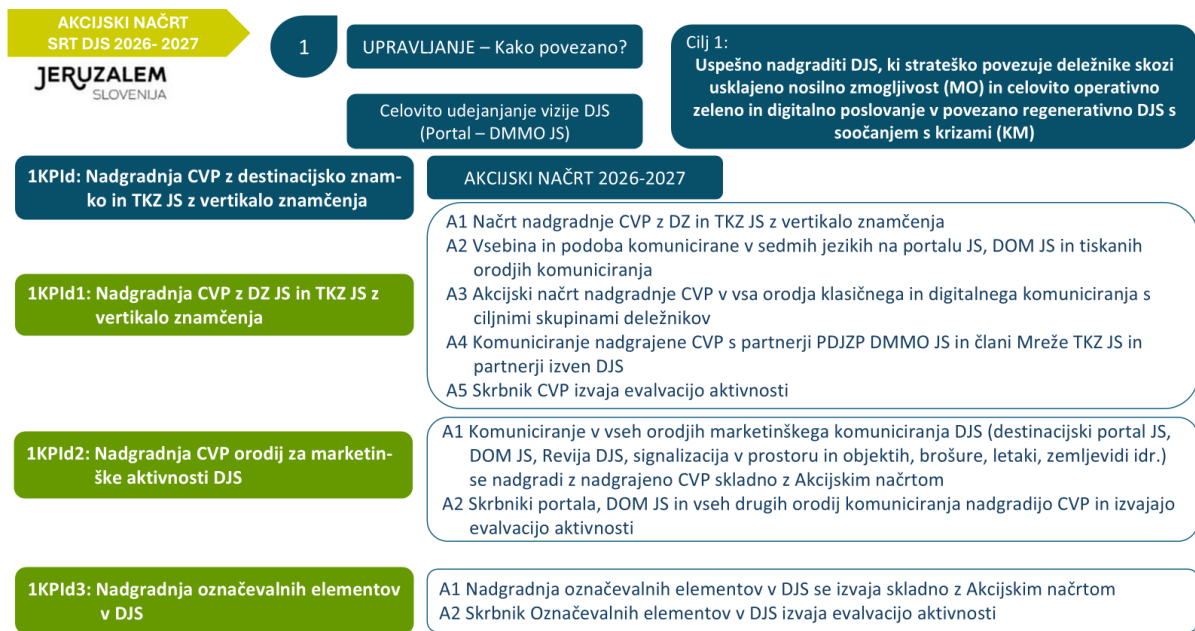 AKCIJSKI NAČRT
SRT DJS 2026- 2027
JERUZALEM
SLOVENIJA
1
UPRAVLJANJE – Kako povezano?
Celovito udejanjanje vizije DJS
(Portal – DMMO JS)
Cilj 1:
Uspešno nadgraditi DJS, ki strateško povezuje deležnike skozi
usklajeno nosilno zmogljivost (MO) in celovito operativno
zeleno in digitalno poslovanje v povezano regenerativno DJS s
soočanjem s krizami (KM)
1KPId: Nadgradnja CVP z destinacijsko znam-
ko in TKZ JS z vertikalo znamčenja
AKCIJSKI NAČRT 2026-2027
1KPId1: Nadgradnja CVP z DZ JS in TKZ JS z
vertikalo znamčenja
A1 Načrt nadgradnje CVP z DZ in TKZ JS z vertikalo znamčenja
A2 Vsebina in podoba komunicirane v sedmih jezikih na portalu JS, DOM JS in tiskanih
orodjih komuniciranja
A3 Akcijski načrt nadgradnje CVP v vsa orodja klasičnega in digitalnega komuniciranja s
ciljnimi skupinami deležnikov
A4 Komuniciranje nadgrajene CVP s partnerji PDJZP DMMO JS in člani Mreže TKZ JS in
partnerji izven DJS
A5 Skrbnik CVP izvaja evalvacijo aktivnosti
1KPId2: Nadgradnja CVP orodij za marketin-
ške aktivnosti DJS
A1 Komuniciranje v vseh orodjih marketinškega komuniciranja DJS (destinacijski portal JS,
DOM JS, Revija DJS, signalizacija v prostoru in objektih, brošure, letaki, zemljevidi idr.)
se nadgradi z nadgrajeno CVP skladno z Akcijskim načrtom
A2 Skrbniki portala, DOM JS in vseh drugih orodij komuniciranja nadgradijo CVP in izvajajo
evalvacijo aktivnosti
1KPId3: Nadgradnja označevalnih elementov
v DJS
A1 Nadgradnja označevalnih elementov v DJS se izvaja skladno z Akcijskim načrtom
A2 Skrbnik Označevalnih elementov v DJS izvaja evalvacijo aktivnosti